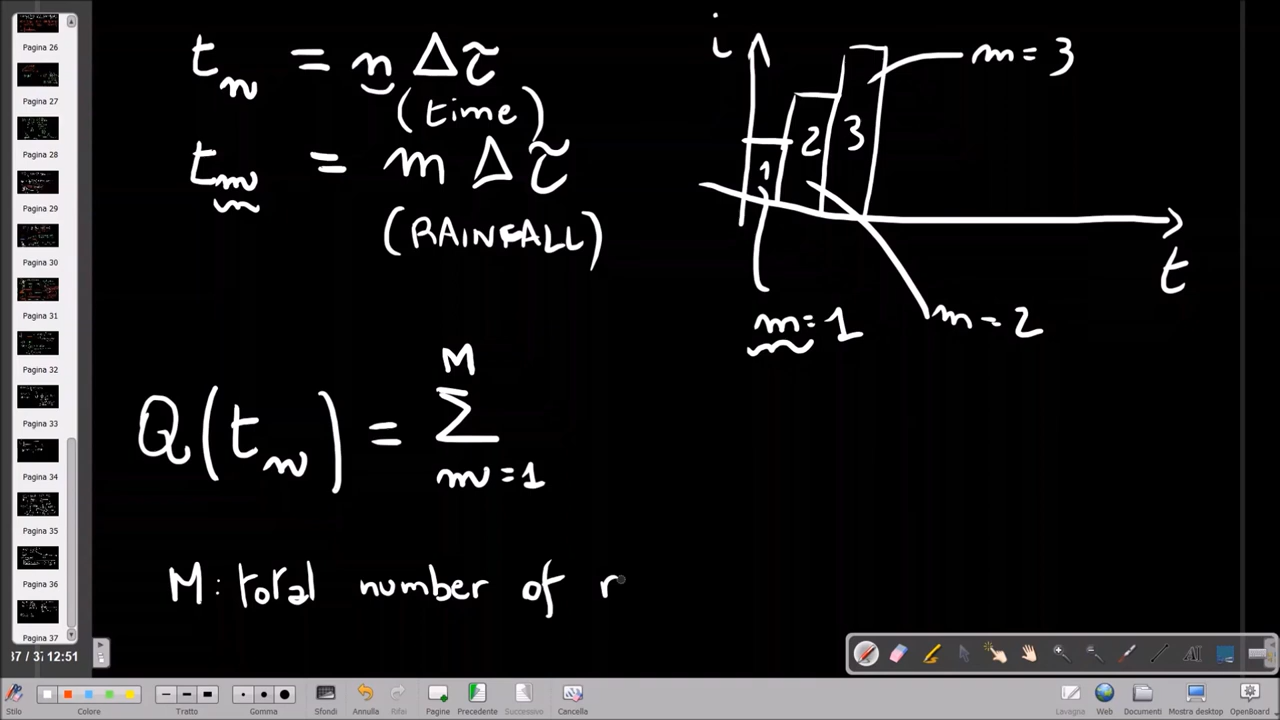 Pagina 26
Pagina 27
Pagina 28
Pagina 29
Pagina 30
Pagina 31
Pagina 32
Pagina 33
Pagina 34
Pagina 35
Pagina 36
Pagina 37
12:51
t_n = n Δτ
(time)
t_m = m Δτ
(RAINFALL)
i
1
2
3
m = 3
t
m = 1
m = 2
Q(t_n) = Σ
M
m = 1
M: total number of r
Stilo
Colore
Tratto
Gomma
Sfondi
Annulla
Rifai
Pagine
Precedente
Successivo
Cancella
Lavagna
Web
Documenti
Mostra desktop
OpenBoard